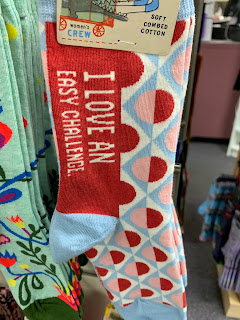 women's
CREW
SOFT
COMBED
COTTON
I LOVE AN
EASY CHALLENGE.